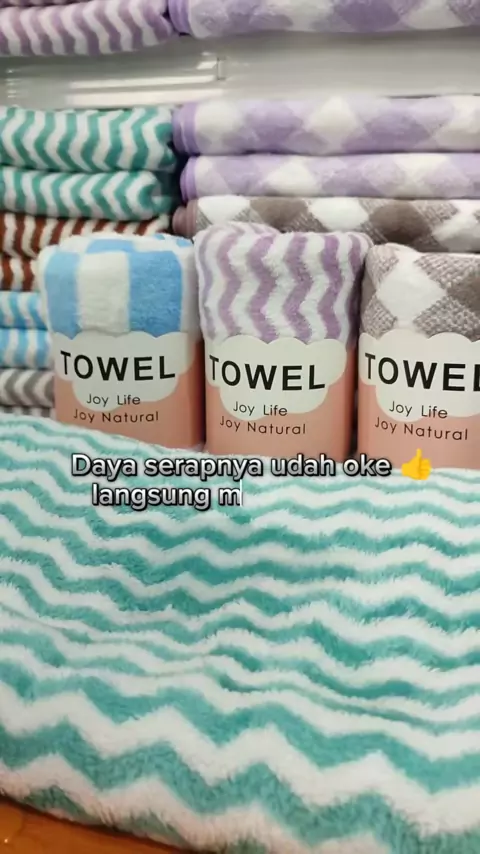 TOWEL
Joy Life
Joy Natural
TOWEL
Joy Life
Joy Natural
TOWEL
Joy Life
Joy Natural
Daya serapnya udah oke 👍
langsung m